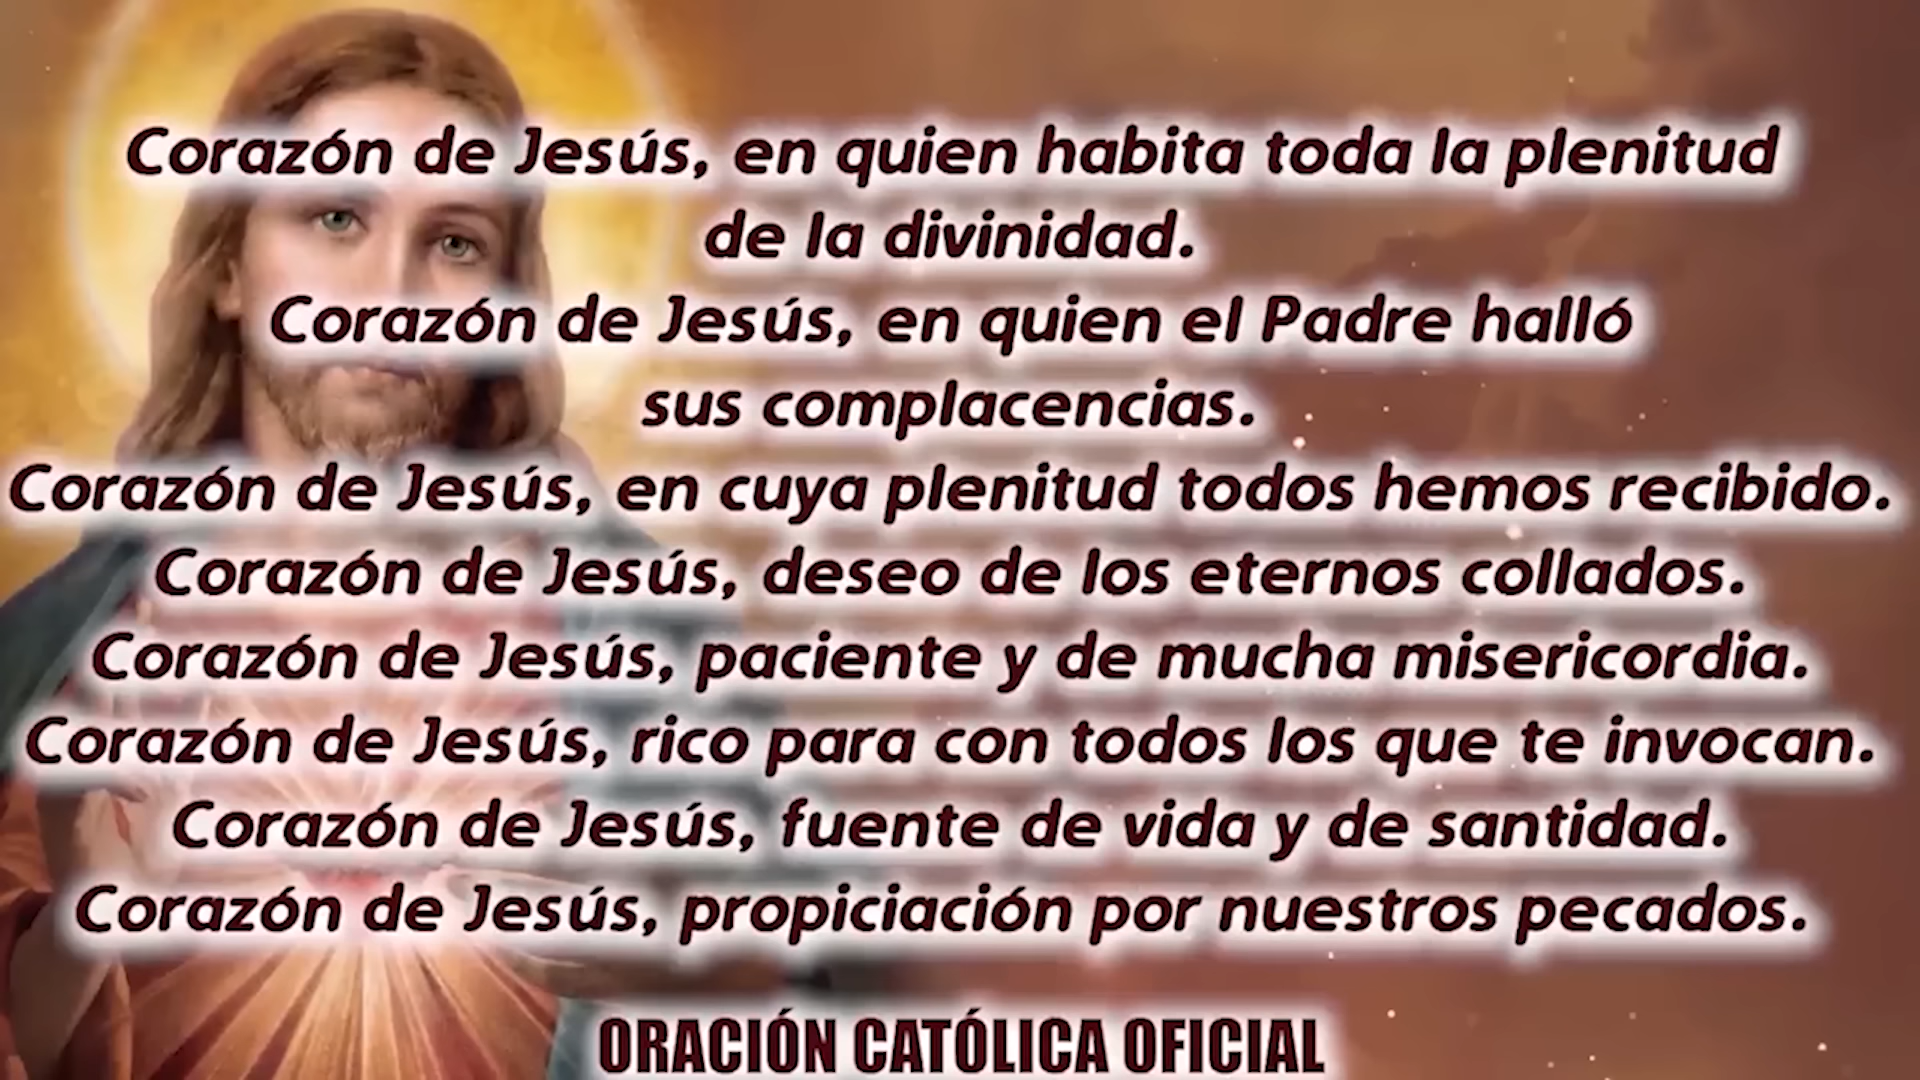 Corazón de Jesús, en quien habita toda la plenitud
de la divinidad.
Corazón de Jesús, en quien el Padre halló
sus complacencias.
Corazón de Jesús, en cuya plenitud todos hemos recibido.
Corazón de Jesús, deseo de los eternos collados.
Corazón de Jesús, paciente y de mucha misericordia.
Corazón de Jesús, rico para con todos los que te invocan.
Corazón de Jesús, fuente de vida y de santidad.
Corazón de Jesús, propiciación por nuestros pecados.
ORACIÓN CATÓLICA OFICIAL